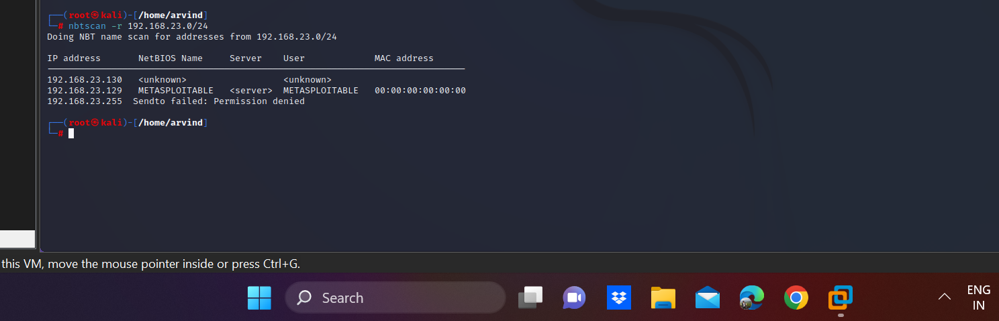 (root㉿kali)-[/home/arvind]
# nbtscan -r 192.168.23.0/24
Doing NBT name scan for addresses from 192.168.23.0/24
IP address NetBIOS Name Server User MAC address
192.168.23.130 <unknown> <unknown>
192.168.23.129 METASPLOITABLE <server> METASPLOITABLE 00:00:00:00:00:00
192.168.23.255 Sendto failed: Permission denied
(root㉿kali)-[/home/arvind]
#
this VM, move the mouse pointer inside or press Ctrl+G.
Search
ENG
IN